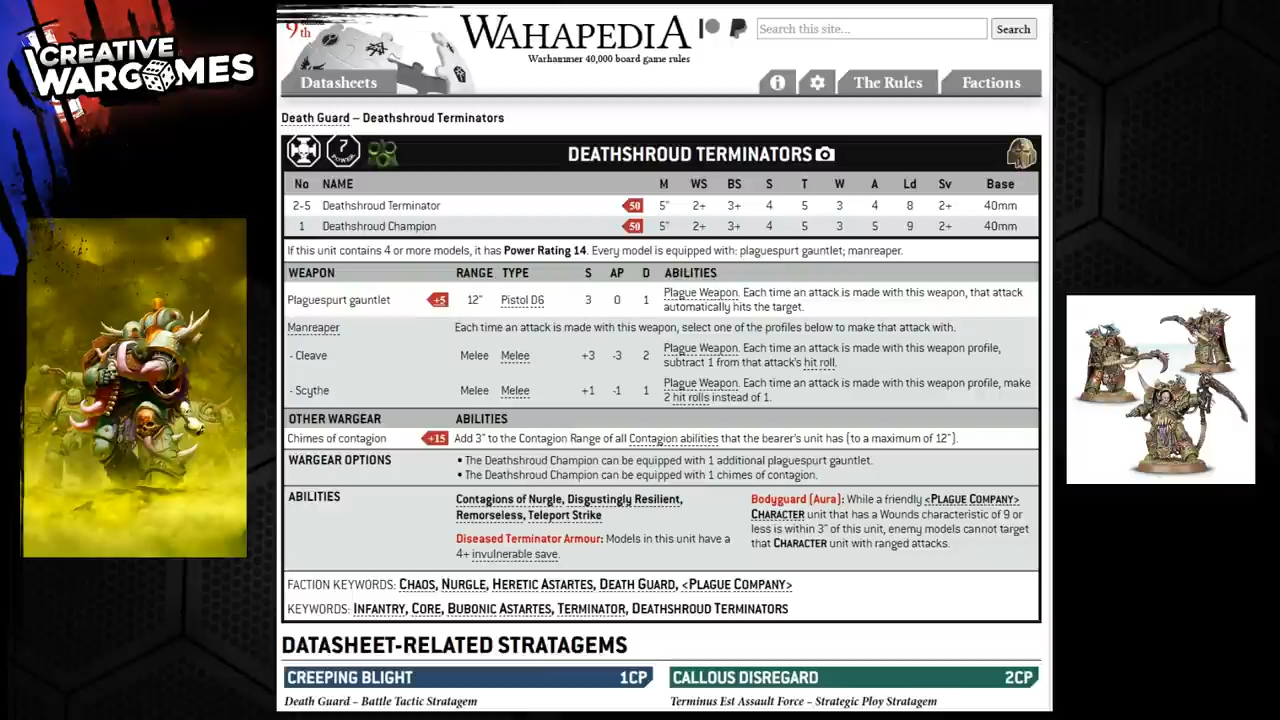 CREATIVE
WARGAMES
9th
WAHAPEDIA
Warhammer 40,000 board game rules
Search this site...
Search
Datasheets
The Rules
Factions
Death Guard – Deathshroud Terminators
7
POWER
DEATHSHROUD TERMINATORS
No NAME M WS BS S T W A Ld Sv Base
2-5 Deathshroud Terminator 50 5" 2+ 3+ 4 5 3 4 8 2+ 40mm
1 Deathshroud Champion 50 5" 2+ 3+ 4 5 3 5 9 2+ 40mm
If this unit contains 4 or more models, it has Power Rating 14. Every model is equipped with: plaguespurt gauntlet; manreaper.
WEAPON RANGE TYPE S AP D ABILITIES
Plaguespurt gauntlet +5 12" Pistol D6 3 0 1 Plague Weapon. Each time an attack is made with this weapon, that attack
automatically hits the target.
Manreaper Each time an attack is made with this weapon, select one of the profiles below to make that attack with.
- Cleave Melee Melee +3 -3 2 Plague Weapon. Each time an attack is made with this weapon profile,
subtract 1 from that attack's hit roll.
- Scythe Melee Melee +1 -1 1 Plague Weapon. Each time an attack is made with this weapon profile, make
2 hit rolls instead of 1.
OTHER WARGEAR ABILITIES
Chimes of contagion +15 Add 3" to the Contagion Range of all Contagion abilities that the bearer's unit has (to a maximum of 12").
WARGEAR OPTIONS • The Deathshroud Champion can be equipped with 1 additional plaguespurt gauntlet.
• The Deathshroud Champion can be equipped with 1 chimes of contagion.
ABILITIES
Contagions of Nurgle, Disgustingly Resilient,
Remorseless, Teleport Strike
Diseased Terminator Armour: Models in this unit have a
4+ invulnerable save.
Bodyguard (Aura): While a friendly <PLAGUE COMPANY>
CHARACTER unit that has a Wounds characteristic of 9 or
less is within 3" of this unit, enemy models cannot target
that CHARACTER unit with ranged attacks.
FACTION KEYWORDS: CHAOS, NURGLE, HERETIC ASTARTES, DEATH GUARD, <PLAGUE COMPANY>
KEYWORDS: INFANTRY, CORE, BUBONIC ASTARTES, TERMINATOR, DEATHSHROUD TERMINATORS
DATASHEET-RELATED STRATAGEMS
CREEPING BLIGHT 1CP
Death Guard – Battle Tactic Stratagem
CALLOUS DISREGARD 2CP
Terminus Est Assault Force – Strategic Ploy Stratagem